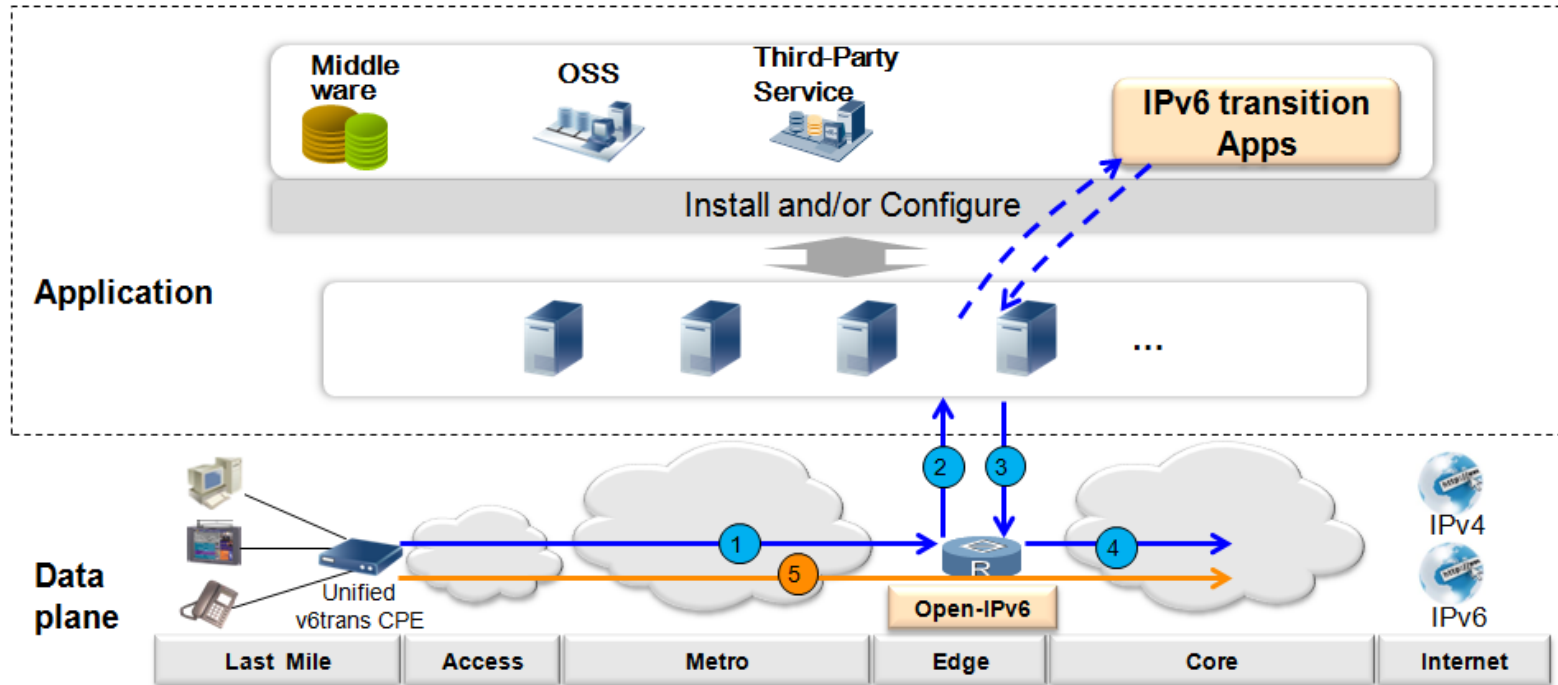 Middle
ware
OSS
Third-Party
Service
IPv6 transition
Apps
Install and/or Configure
Application
...
2
3
1
4
5
R
IPv4
IPv6
Unified
v6trans CPE
Open-IPv6
Data
plane
Last Mile
Access
Metro
Edge
Core
Internet